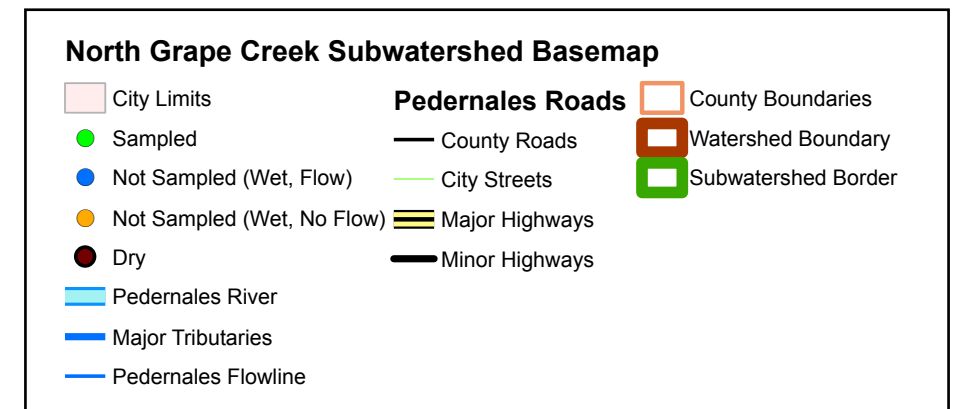 North Grape Creek Subwatershed Basemap
City Limits
Sampled
Not Sampled (Wet, Flow)
Not Sampled (Wet, No Flow)
Dry
Pedernales River
Major Tributaries
Pedernales Flowline
Pedernales Roads
County Roads
City Streets
Major Highways
Minor Highways
County Boundaries
Watershed Boundary
Subwatershed Border